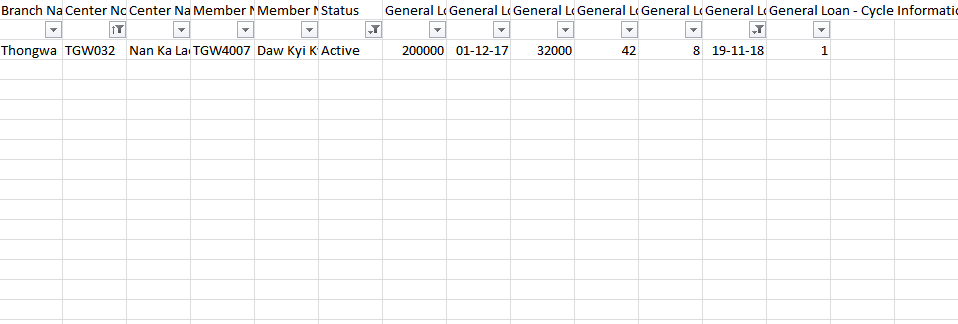 Branch Na Center No Center Na Member N Member N Status General Lo General Lo General Lo General Lo General Lo General Lo General Loan - Cycle Informatio
Thongwa TGW032 Nan Ka La TGW4007 Daw Kyi K Active 200000 01-12-17 32000 42 8 19-11-18 1